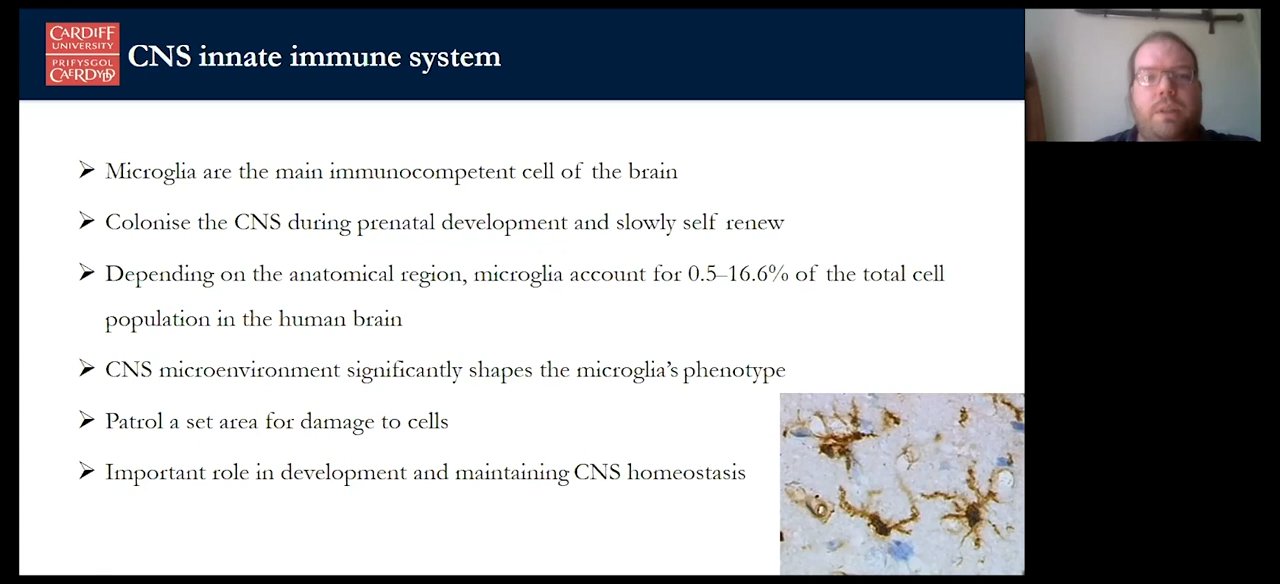 CARDIFF
UNIVERSITY
PRIFYSGOL
CAERDYDD
CNS innate immune system
➢ Microglia are the main immunocompetent cell of the brain
➢ Colonise the CNS during prenatal development and slowly self renew
➢ Depending on the anatomical region, microglia account for 0.5–16.6% of the total cell
population in the human brain
➢ CNS microenvironment significantly shapes the microglia's phenotype
➢ Patrol a set area for damage to cells
➢ Important role in development and maintaining CNS homeostasis